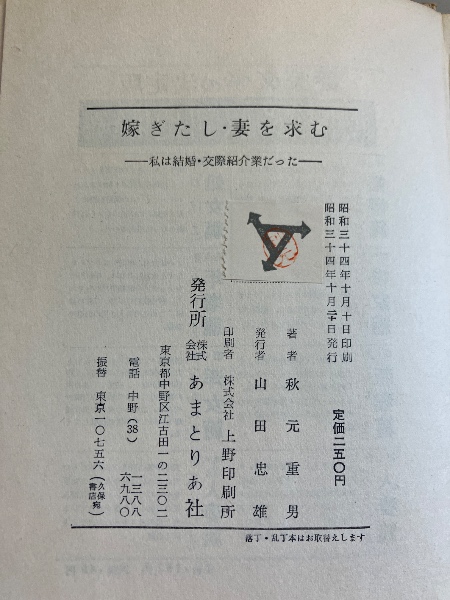 嫁ぎたし・妻を求む
——私は結婚・交際紹介業だった——
昭和三十四年十月十日印刷
昭和三十四年十月二十日発行
定価二五〇円
著者 秋元重男
発行者 山田忠雄
印刷者 株式会社 上野印刷所
発行所 株式会社 あまとりあ社
東京都中野区江古田一の二三〇二
電話 中野(38) 一三八八
六九八〇
振替 東京一〇七五六(久保宛書店)
落丁・乱丁本はお取替えします